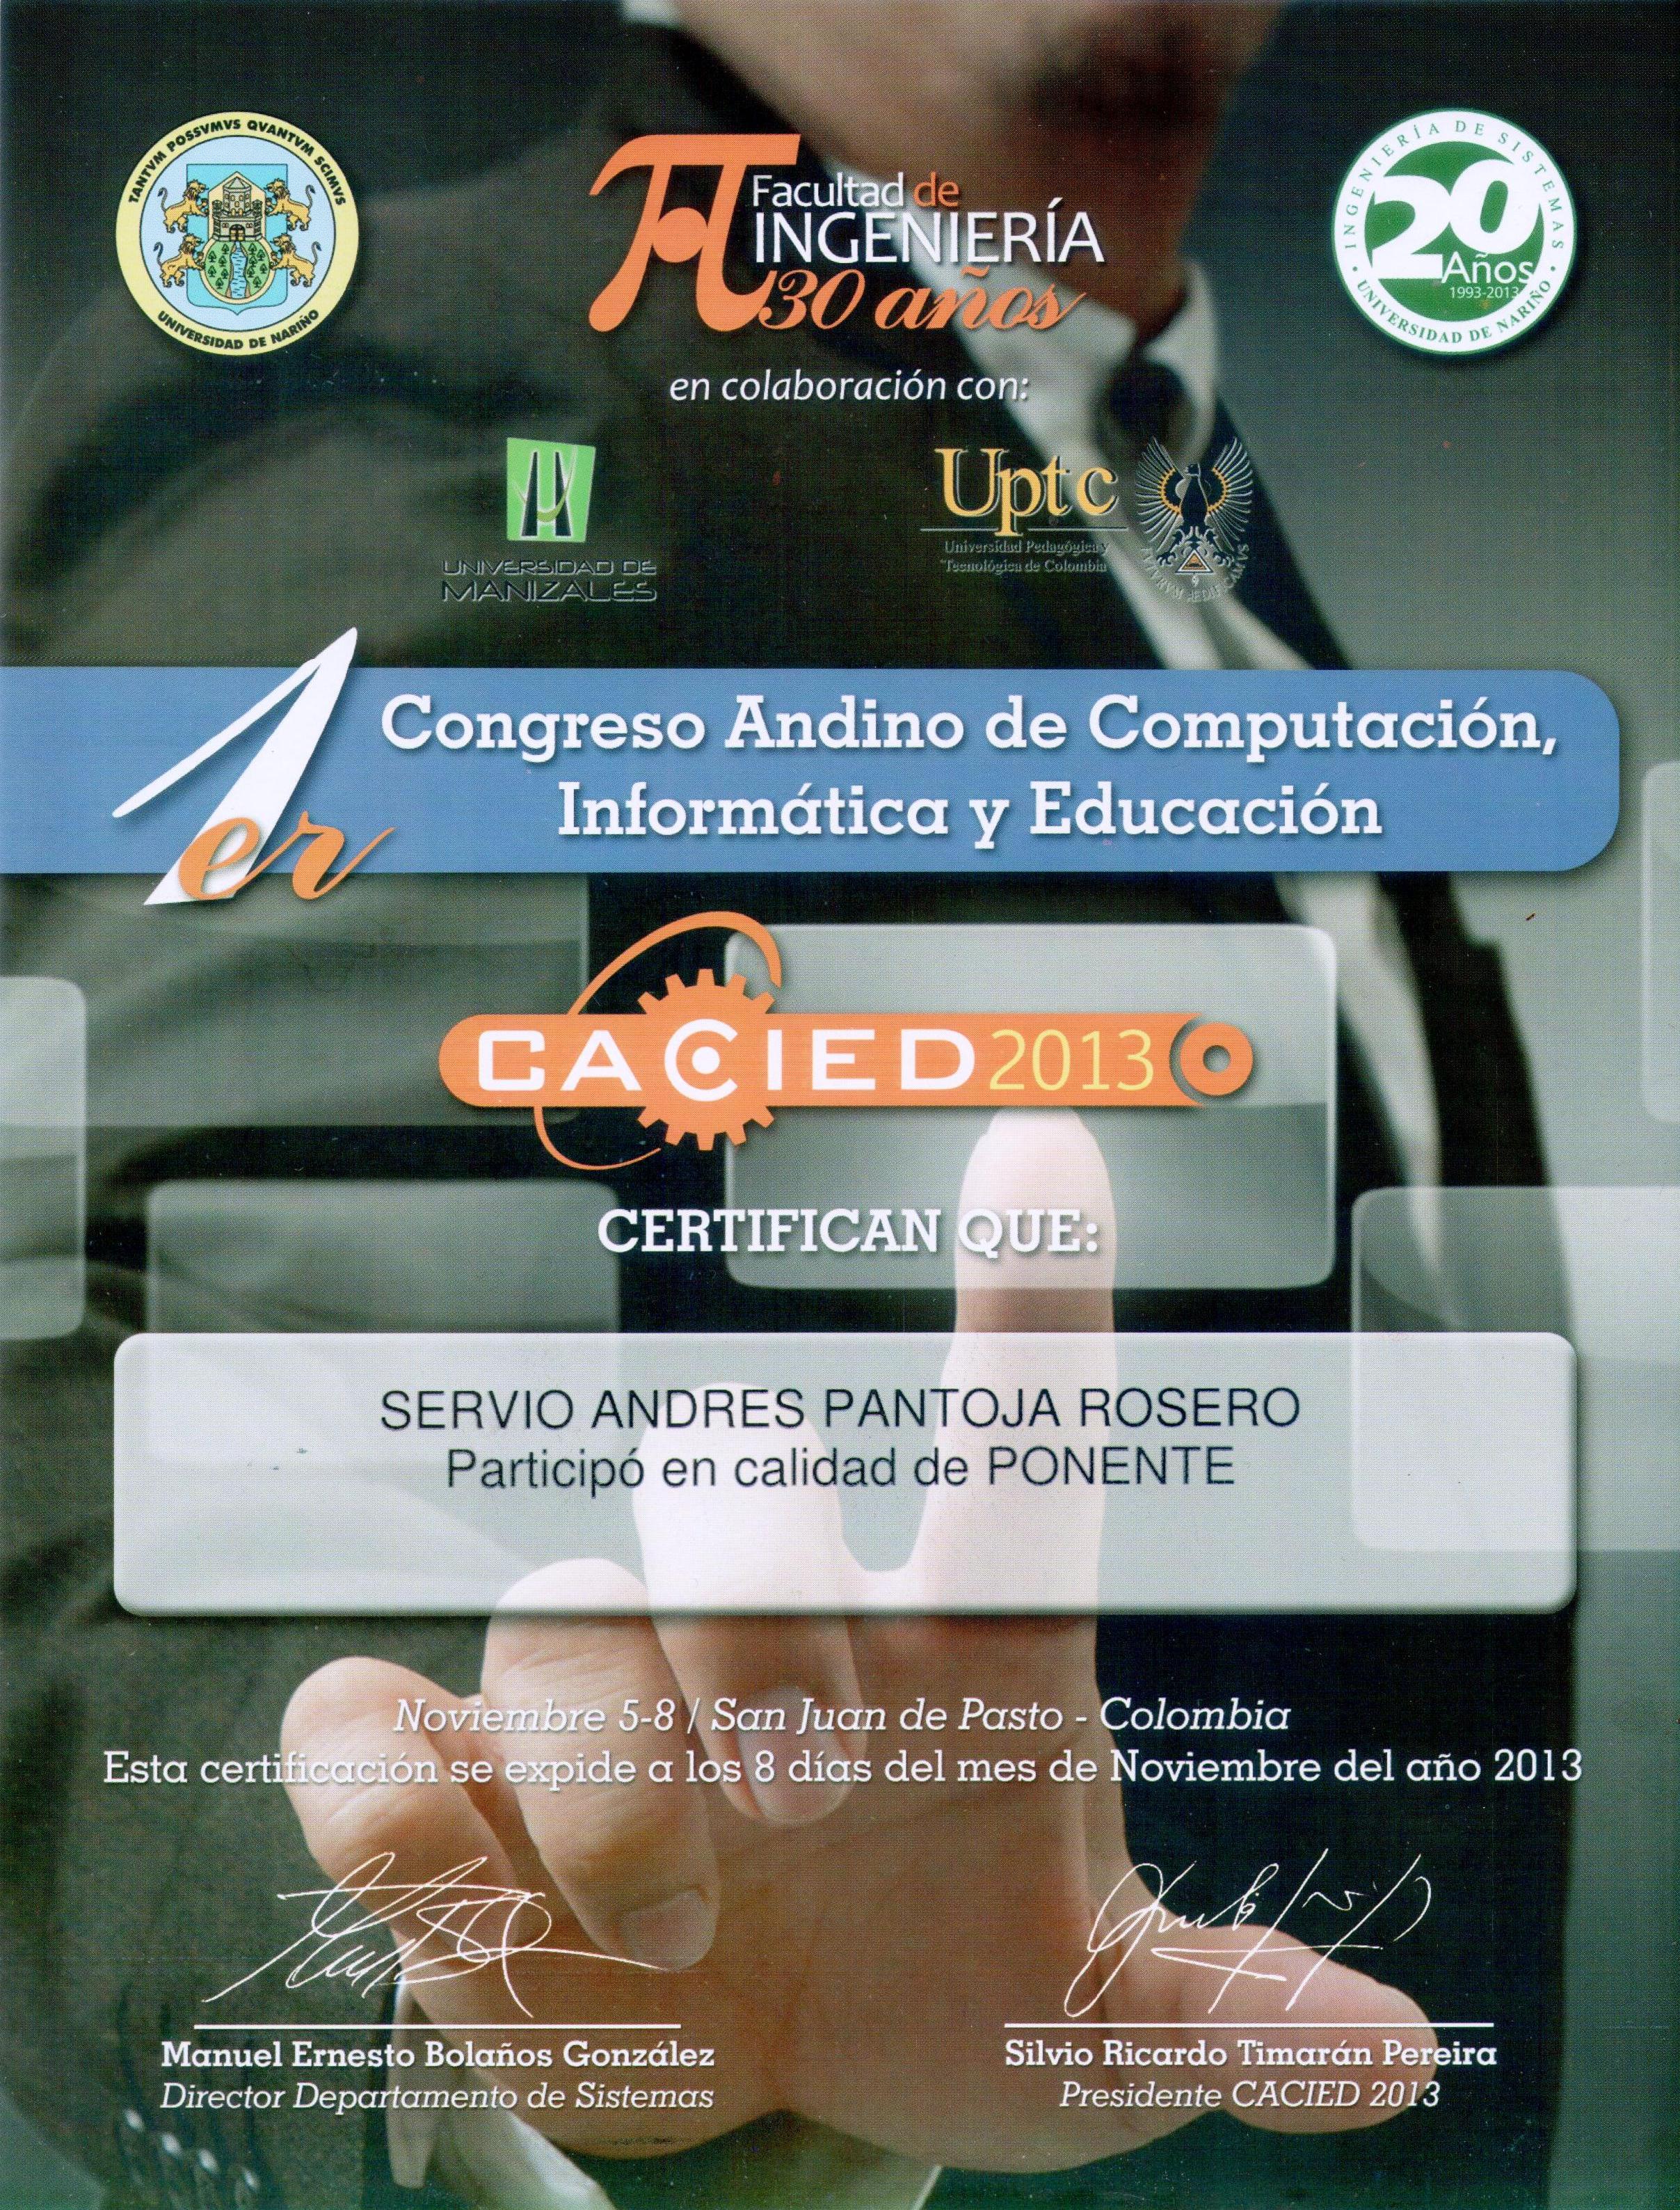 TANTVM POSSVMVS QVANTVM SCIMVS
UNIVERSIDAD DE NARIÑO
Facultad de
INGENIERÍA
30 años
INGENIERÍA DE SISTEMAS
20
Años
1993-2013
UNIVERSIDAD DE NARIÑO
en colaboración con:
UNIVERSIDAD DE
MANIZALES
Uptc
Universidad Pedagógica y
Tecnológica de Colombia
1er
Congreso Andino de Computación,
Informática y Educación
CACIED 2013
CERTIFICAN QUE:
SERVIO ANDRES PANTOJA ROSERO
Participó en calidad de PONENTE
Noviembre 5-8 / San Juan de Pasto - Colombia
Esta certificación se expide a los 8 días del mes de Noviembre del año 2013
Manuel Ernesto Bolaños González
Director Departamento de Sistemas
Silvio Ricardo Timarán Pereira
Presidente CACIED 2013